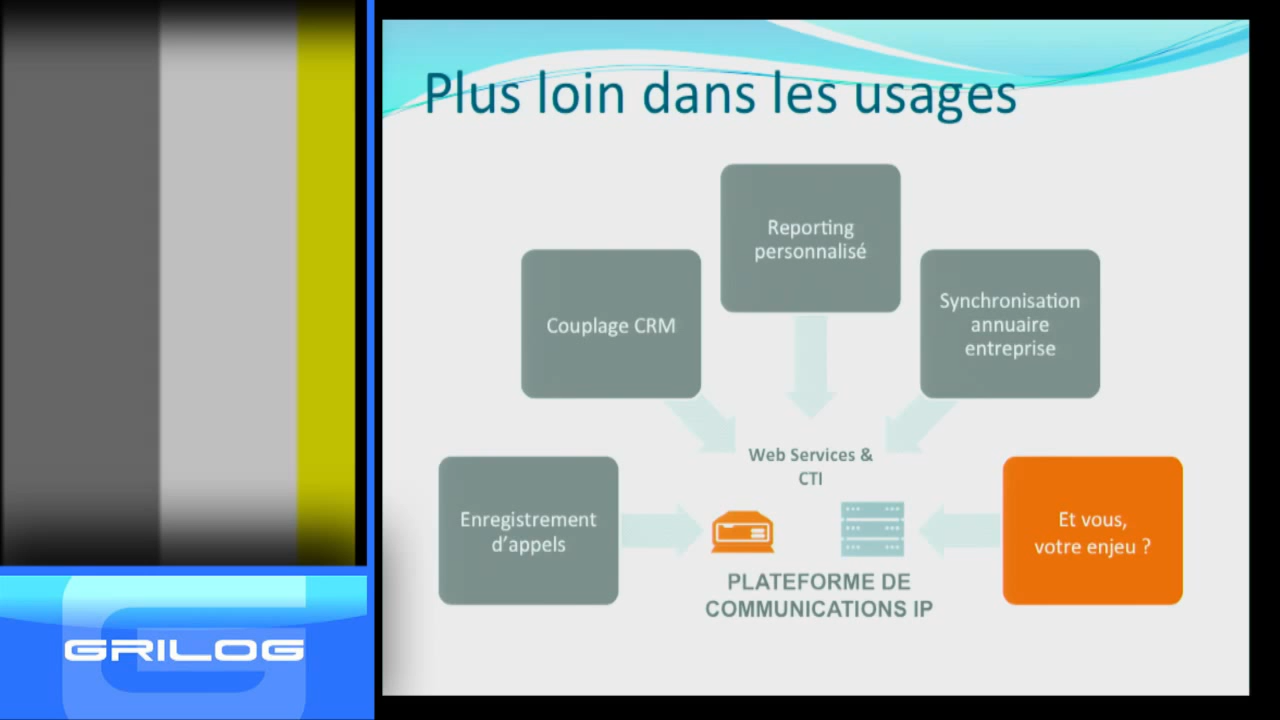 Plus loin dans les usages
Reporting
personnalisé
Couplage CRM
Synchronisation
annuaire
entreprise
Web Services &
CTI
Enregistrement
d’appels
Et vous,
votre enjeu ?
PLATEFORME DE
COMMUNICATIONS IP
GRILOG